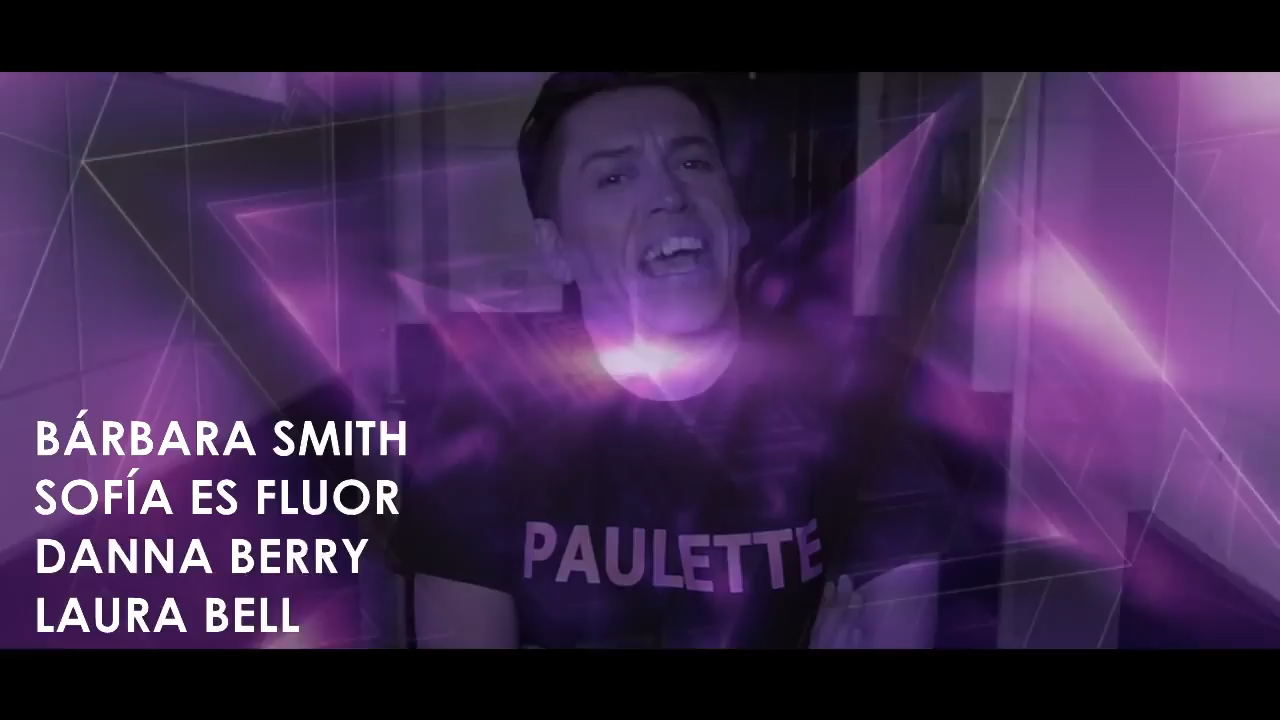 BÁRBARA SMITH
SOFÍA ES FLUOR
DANNA BERRY
LAURA BELL
PAULETTE